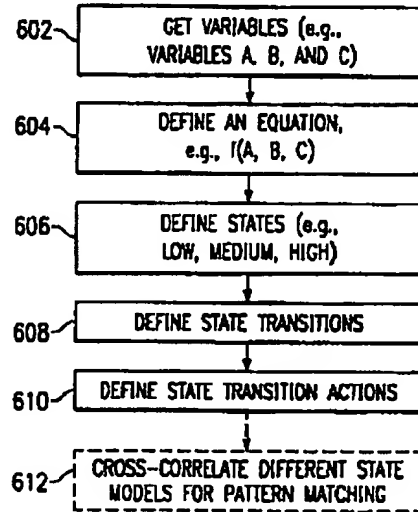 602
GET VARIABLES (e.g.,
VARIABLES A, B, AND C)
604
DEFINE AN EQUATION,
e.g., f(A, B, C)
606
DEFINE STATES (e.g.,
LOW, MEDIUM, HIGH)
608
DEFINE STATE TRANSITIONS
610
DEFINE STATE TRANSITION ACTIONS
612
CROSS-CORRELATE DIFFERENT STATE
MODELS FOR PATTERN MATCHING